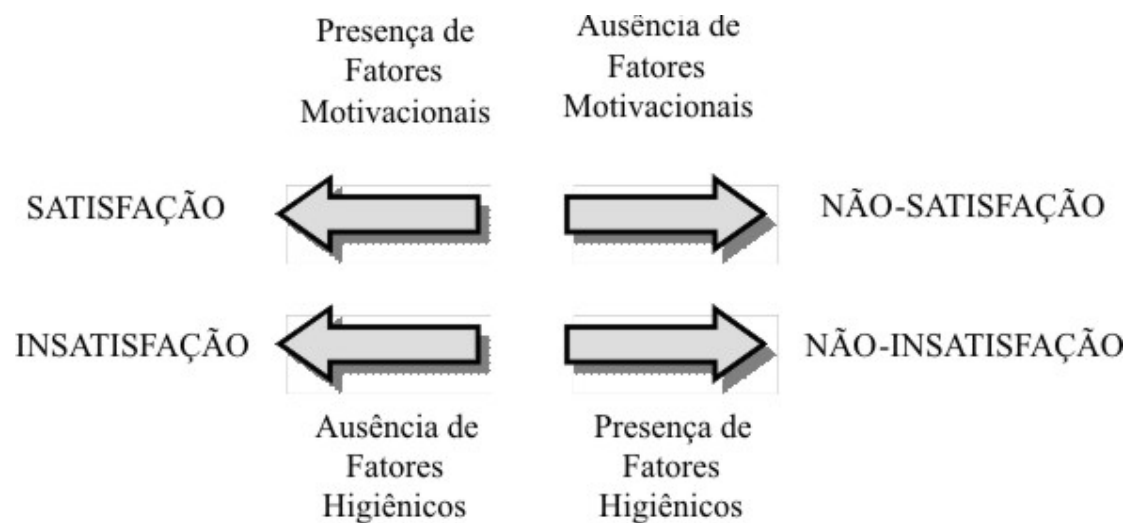 Presença de
Fatores
Motivacionais
Ausência de
Fatores
Motivacionais
SATISFAÇÃO
NÃO-SATISFAÇÃO
INSATISFAÇÃO
NÃO-INSATISFAÇÃO
Ausência de
Fatores
Higiênicos
Presença de
Fatores
Higiênicos